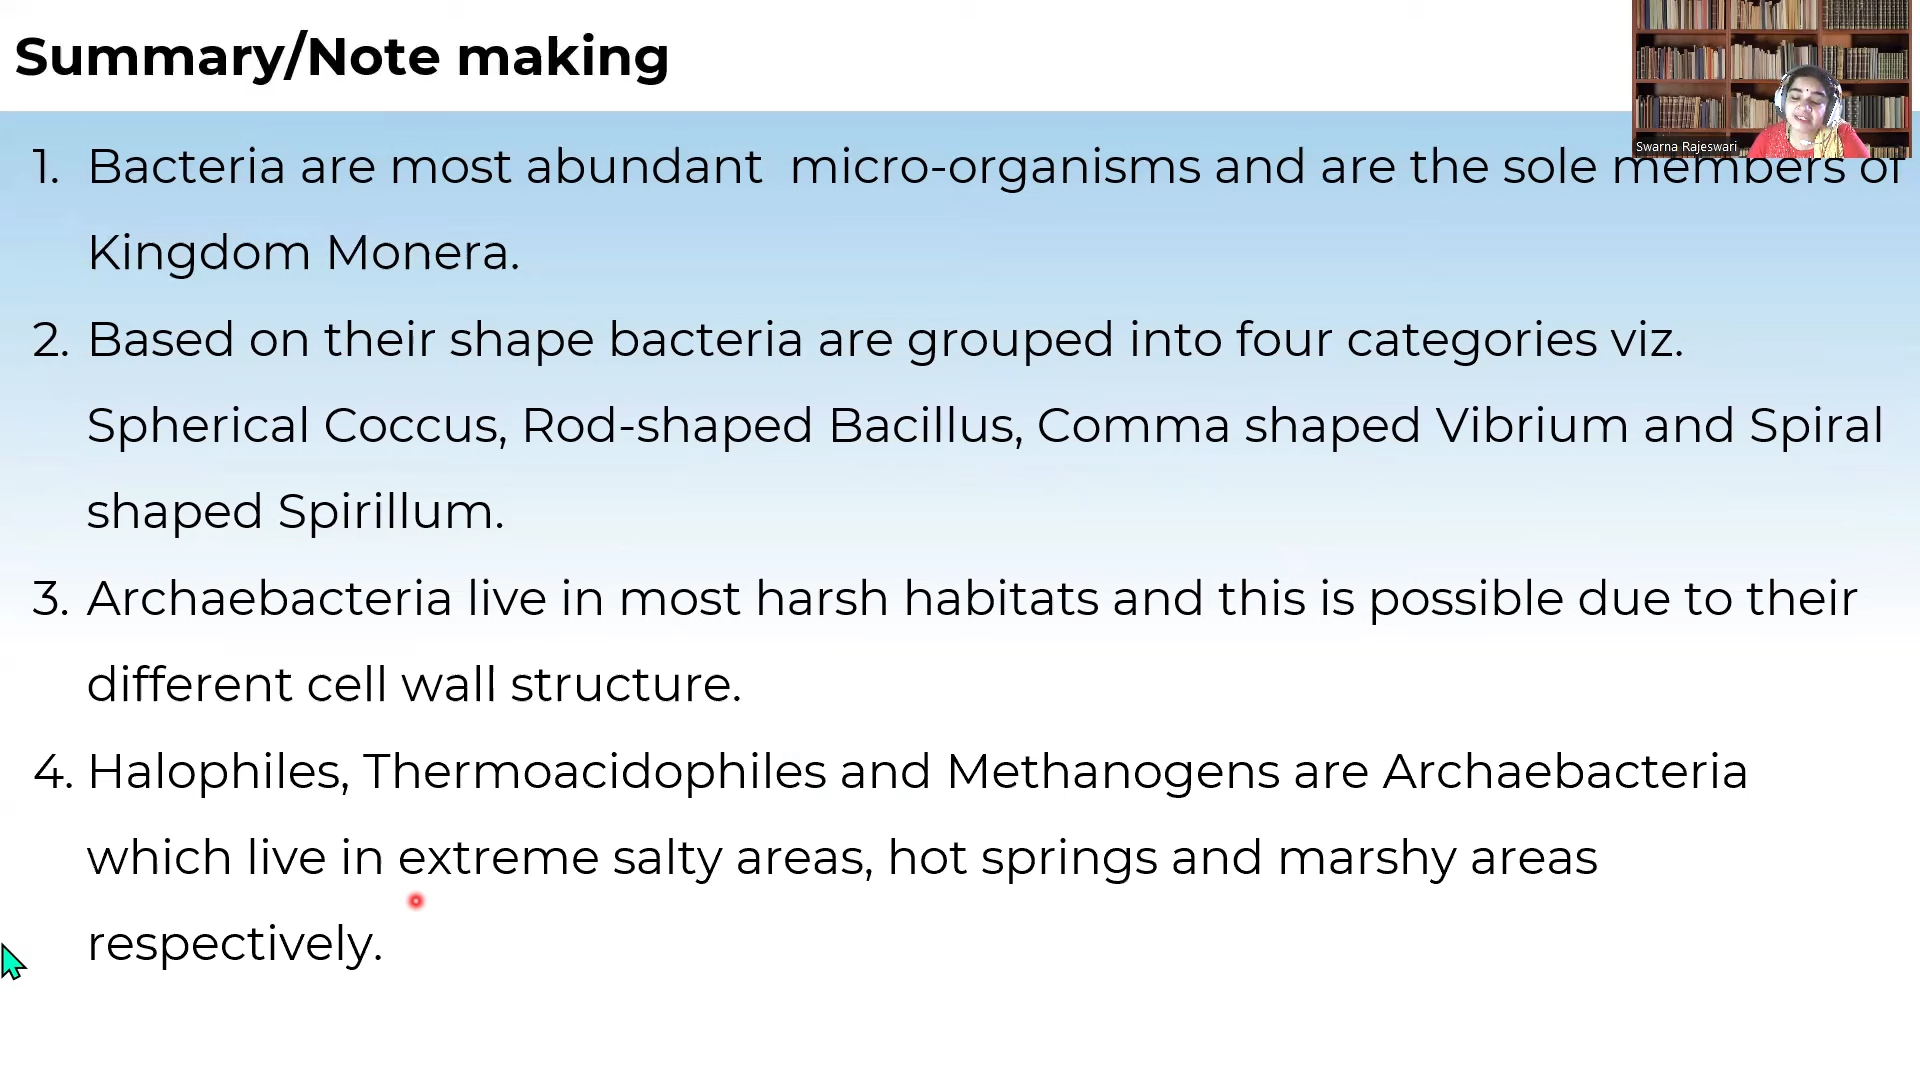 Summary/Note making
Swarna Rajeswari
1. Bacteria are most abundant micro-organisms and are the sole members of
Kingdom Monera.
2. Based on their shape bacteria are grouped into four categories viz.
Spherical Coccus, Rod-shaped Bacillus, Comma shaped Vibrium and Spiral
shaped Spirillum.
3. Archaebacteria live in most harsh habitats and this is possible due to their
different cell wall structure.
4. Halophiles, Thermoacidophiles and Methanogens are Archaebacteria
which live in extreme salty areas, hot springs and marshy areas
respectively.